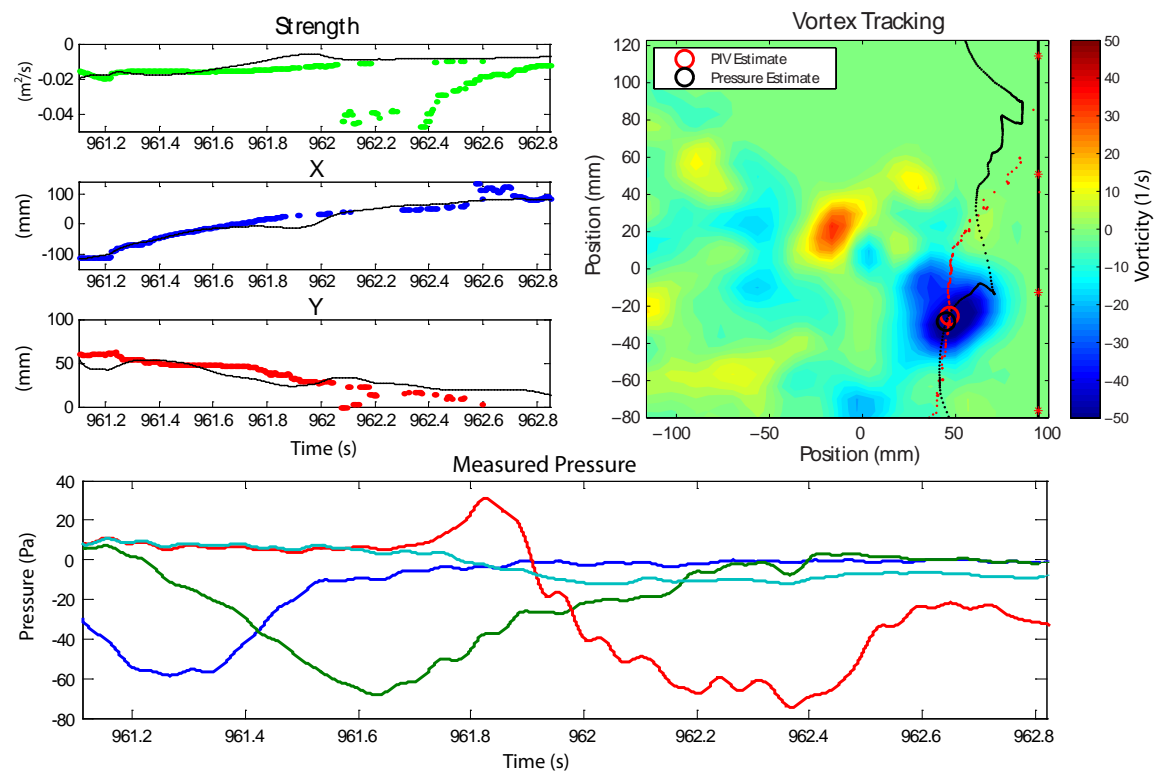 Strength
0
-0.02
-0.04
(m²/s)
961.2 961.4 961.6 961.8 962 962.2 962.4 962.6 962.8
X
100
0
-100
(mm)
961.2 961.4 961.6 961.8 962 962.2 962.4 962.6 962.8
Y
100
50
0
(mm)
961.2 961.4 961.6 961.8 962 962.2 962.4 962.6 962.8
Time (s)
Vortex Tracking
PIV Estimate
Pressure Estimate
120
100
80
60
40
20
0
−20
−40
−60
−80
Position (mm)
−100 −50 0 50 100
Position (mm)
50
40
30
20
10
0
−10
−20
−30
−40
−50
Vorticity (1/s)
Measured Pressure
40
20
0
-20
-40
-60
-80
Pressure (Pa)
961.2 961.4 961.6 961.8 962 962.2 962.4 962.6 962.8
Time (s)